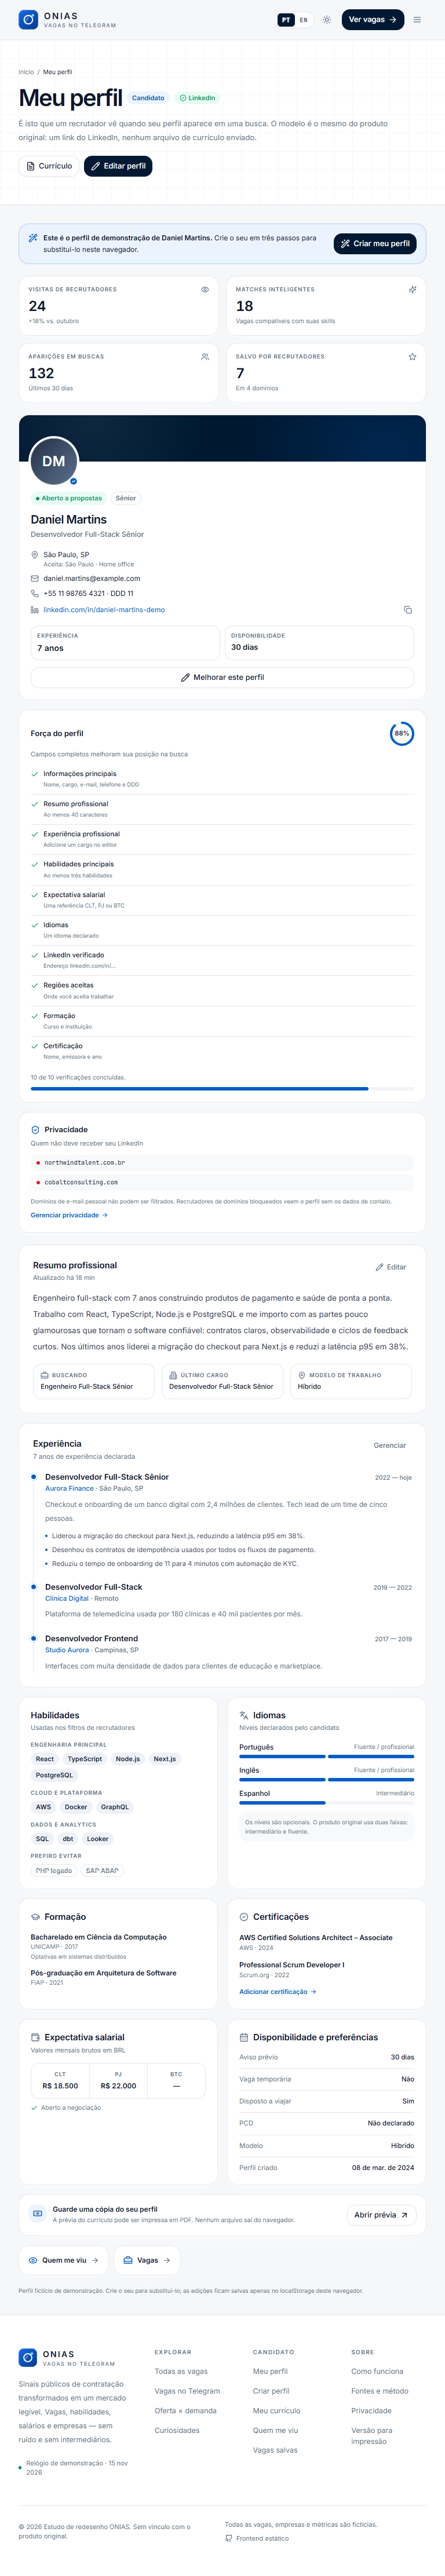 ONIAS
VAGAS NO TELEGRAM
PT EN
Ver vagas
Início / Meu perfil
Meu perfil
Candidato
LinkedIn
É isto que um recrutador vê quando seu perfil aparece em uma busca. O modelo é o mesmo do produto
original: um link do LinkedIn, nenhum arquivo de currículo enviado.
Currículo
Editar perfil
Este é o perfil de demonstração de Daniel Martins. Crie o seu em três passos para
substituí-lo neste navegador.
Criar meu perfil
VISITAS DE RECRUTADORES
24
+18% vs. outubro
MATCHES INTELIGENTES
18
Vagas compatíveis com suas skills
APARIÇÕES EM BUSCAS
132
Últimos 30 dias
SALVO POR RECRUTADORES
7
Em 4 domínios
DM
Aberto a propostas
Sênior
Daniel Martins
Desenvolvedor Full-Stack Sênior
São Paulo, SP
Aceita: São Paulo · Home office
daniel.martins@example.com
+55 11 98765 4321 · DDD 11
linkedin.com/in/daniel-martins-demo
EXPERIÊNCIA
7 anos
DISPONIBILIDADE
30 dias
Melhorar este perfil
Força do perfil
88%
Campos completos melhoram sua posição na busca
Informações principais
Nome, cargo, e-mail, telefone e DDD
Resumo profissional
Ao menos 40 caracteres
Experiência profissional
Adicione um cargo no editor
Habilidades principais
Ao menos três habilidades
Expectativa salarial
Uma referência CLT, PJ ou BTC
Idiomas
Um idioma declarado
LinkedIn verificado
Endereço linkedin.com/in/...
Regiões aceitas
Onde você aceita trabalhar
Formação
Curso e instituição
Certificação
Nome, emissora e ano
10 de 10 verificações concluídas.
Privacidade
Quem não deve receber seu LinkedIn
northwindtalent.com.br
cobaltconsulting.com
Domínios de e-mail pessoal não podem ser filtrados. Recrutadores de domínios bloqueados veem o perfil sem os dados de contato.
Gerenciar privacidade
Resumo profissional
Editar
Atualizado há 18 min
Engenheiro full-stack com 7 anos construindo produtos de pagamento e saúde de ponta a ponta.
Trabalho com React, TypeScript, Node.js e PostgreSQL e me importo com as partes pouco
glamourosas que tornam o software confiável: contratos claros, observabilidade e ciclos de feedback
curtos. Nos últimos anos liderei a migração do checkout para Next.js e reduzi a latência p95 em 38%.
BUSCANDO
Engenheiro Full-Stack Sênior
ÚLTIMO CARGO
Desenvolvedor Full-Stack Sênior
MODELO DE TRABALHO
Híbrido
Experiência
Gerenciar
7 anos de experiência declarada
Desenvolvedor Full-Stack Sênior
2022 — hoje
Aurora Finance · São Paulo, SP
Checkout e onboarding de um banco digital com 2,4 milhões de clientes. Tech lead de um time de cinco
pessoas.
Liderou a migração do checkout para Next.js, reduzindo a latência p95 em 38%.
Desenhou os contratos de idempotência usados por todos os fluxos de pagamento.
Reduziu o tempo de onboarding de 11 para 4 minutos com automação de KYC.
Desenvolvedor Full-Stack
2019 — 2022
Clínica Digital · Remoto
Plataforma de telemedicina usada por 180 clínicas e 40 mil pacientes por mês.
Desenvolvedor Frontend
2017 — 2019
Studio Aurora · Campinas, SP
Interfaces com muita densidade de dados para clientes de educação e marketplace.
Habilidades
Usadas nos filtros de recrutadores
ENGENHARIA PRINCIPAL
React TypeScript Node.js Next.js
PostgreSQL
CLOUD E PLATAFORMA
AWS Docker GraphQL
DADOS E ANALYTICS
SQL dbt Looker
PREFIRO EVITAR
PHP legado SAP ABAP
Idiomas
Níveis declarados pelo candidato
Português
Fluente / profissional
Inglês
Fluente / profissional
Espanhol
Intermediário
Os níveis são opcionais. O produto original usa duas faixas:
intermediário e fluente.
Formação
Bacharelado em Ciência da Computação
UNICAMP · 2017
Optativas em sistemas distribuídos
Pós-graduação em Arquitetura de Software
FIAP · 2021
Certificações
AWS Certified Solutions Architect – Associate
AWS · 2024
Professional Scrum Developer I
Scrum.org · 2022
Adicionar certificação
Expectativa salarial
Valores mensais brutos em BRL
CLT
R$ 18.500
PJ
R$ 22.000
BTC
—
Aberto a negociação
Disponibilidade e preferências
Aviso prévio
30 dias
Vaga temporária
Não
Disposto a viajar
Sim
PCD
Não declarado
Modelo
Híbrido
Perfil criado
08 de mar. de 2024
Guarde uma cópia do seu perfil
A prévia do currículo pode ser impressa em PDF. Nenhum arquivo sai do navegador.
Abrir prévia
Quem me viu
Vagas
Perfil fictício de demonstração. Crie o seu para substituí-lo; as edições ficam salvas apenas no localStorage deste navegador.
ONIAS
VAGAS NO TELEGRAM
Sinais públicos de contratação
transformados em um mercado
legível. Vagas, habilidades,
salários e empresas — sem
ruído e sem intermediários.
Relógio de demonstração · 15 nov
2026
EXPLORAR
Todas as vagas
Vagas no Telegram
Oferta × demanda
Curiosidades
CANDIDATO
Meu perfil
Criar perfil
Meu currículo
Quem me viu
Vagas salvas
SOBRE
Como funciona
Fontes e método
Privacidade
Versão para
impressão
© 2026 Estudo de redesenho ONIAS. Sem vínculo com o
produto original.
Todas as vagas, empresas e métricas são fictícias.
Frontend estático